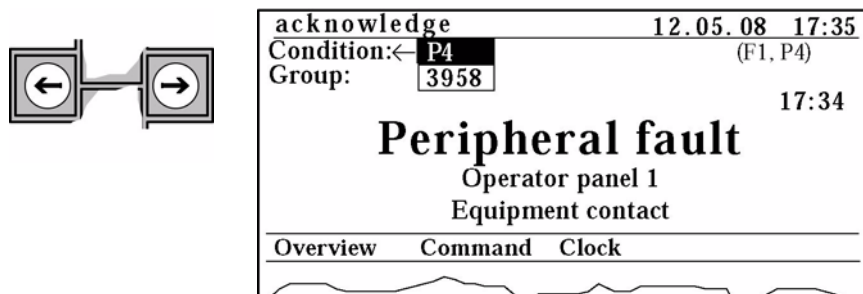 acknowledge 12.05.08 17:35
Condition:← P4 (F1, P4)
Group: 3958
17:34
Peripheral fault
Operator panel 1
Equipment contact
Overview Command Clock